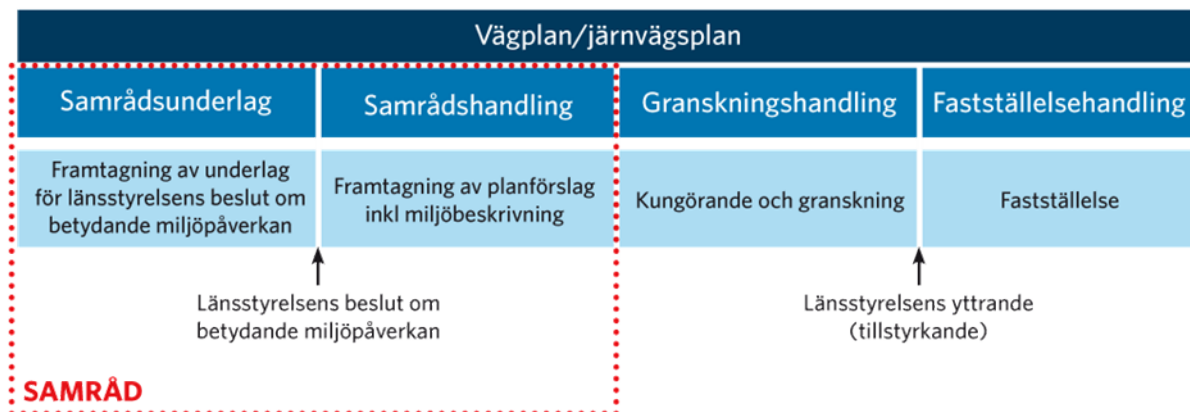 Vägplan/järnvägsplan
Samrådsunderlag
Samrådshandling
Granskningshandling
Fastställelsehandling
Framtagning av underlag
för länsstyrelsens beslut om
betydande miljöpåverkan
Framtagning av planförslag
inkl miljöbeskrivning
Kungörande och granskning
Fastställelse
Länsstyrelsens beslut om
betydande miljöpåverkan
Länsstyrelsens yttrande
(tillstyrkande)
SAMRÅD